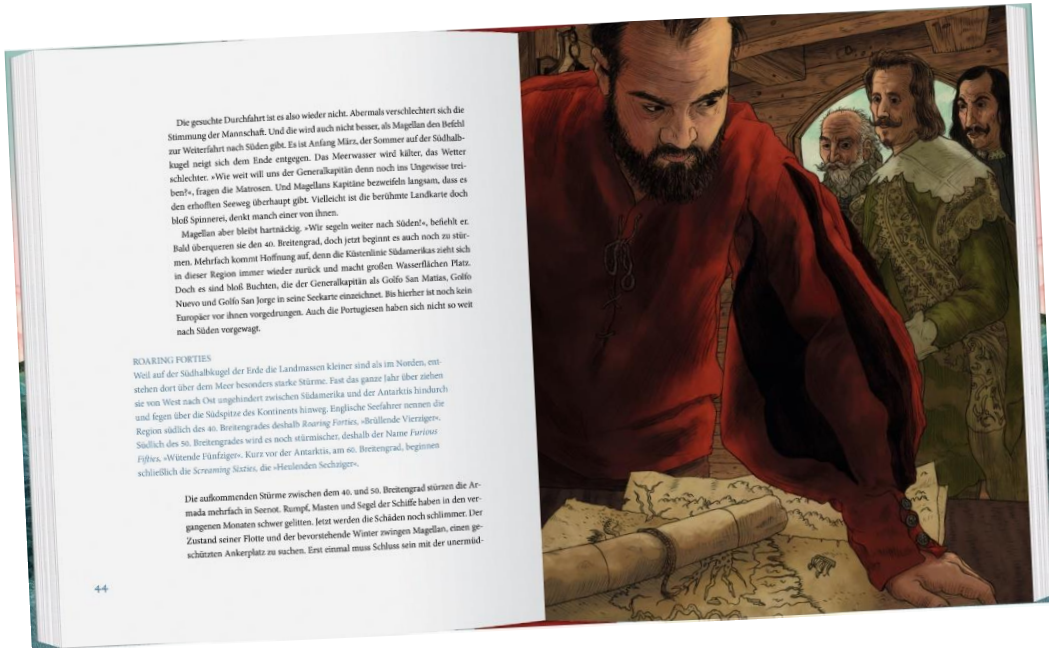 Die gesuchte Durchfahrt ist es also wieder nicht. Abermals verschlechtert sich die
Stimmung der Mannschaft. Und die wird auch nicht besser, als Magellan den Befehl
zur Weiterfahrt nach Süden gibt. Es ist Anfang März, der Sommer auf der Südhalb-
kugel neigt sich dem Ende entgegen. Das Meerwasser wird kälter, das Wetter
schlechter. »Wie weit will uns der Generalkapitän denn noch ins Ungewisse trei-
ben?«, fragen die Matrosen. Und Magellans Kapitäne bezweifeln langsam, dass es
den erhofften Seeweg überhaupt gibt. Vielleicht ist die berühmte Landkarte doch
bloß Spinnerei, denkt manch einer von ihnen.
Magellan aber bleibt hartnäckig. »Wir segeln weiter nach Süden!«, befiehlt er.
Bald überqueren sie den 40. Breitengrad, doch jetzt beginnt es auch noch zu stür-
men. Mehrfach kommt Hoffnung auf, denn die Küstenlinie Südamerikas zieht sich
in dieser Region immer wieder zurück und macht großen Wasserflächen Platz.
Doch es sind bloß Buchten, die der Generalkapitän als Golfo San Matías, Golfo
Nuevo und Golfo San Jorge in seine Seekarte einzeichnet. Bis hierher ist noch kein
Europäer vor ihnen vorgedrungen. Auch die Portugiesen haben sich nicht so weit
nach Süden vorgewagt.
ROARING FORTIES
Weil auf der Südhalbkugel der Erde die Landmassen kleiner sind als im Norden, ent-
stehen dort über dem Meer besonders starke Stürme. Fast das ganze Jahr über ziehen
sie von West nach Ost ungehindert zwischen Südamerika und der Antarktis hindurch
und fegen über die Südspitze des Kontinents hinweg. Englische Seefahrer nennen die
Region südlich des 40. Breitengrades deshalb Roaring Forties, »Brüllende Vierziger«.
Südlich des 50. Breitengrades wird es noch stürmischer, deshalb der Name Furious
Fifties, »Wütende Fünfziger«. Kurz vor der Antarktis, am 60. Breitengrad, beginnen
schließlich die Screaming Sixties, die »Heulenden Sechziger«.
Die aufkommenden Stürme zwischen dem 40. und 50. Breitengrad stürzen die Ar-
mada mehrfach in Seenot. Rumpf, Masten und Segel der Schiffe haben in den ver-
gangenen Monaten schwer gelitten. Jetzt werden die Schäden noch schlimmer. Der
Zustand seiner Flotte und der bevorstehende Winter zwingen Magellan, einen ge-
schützten Ankerplatz zu suchen. Erst einmal muss Schluss sein mit der unermüd-
44